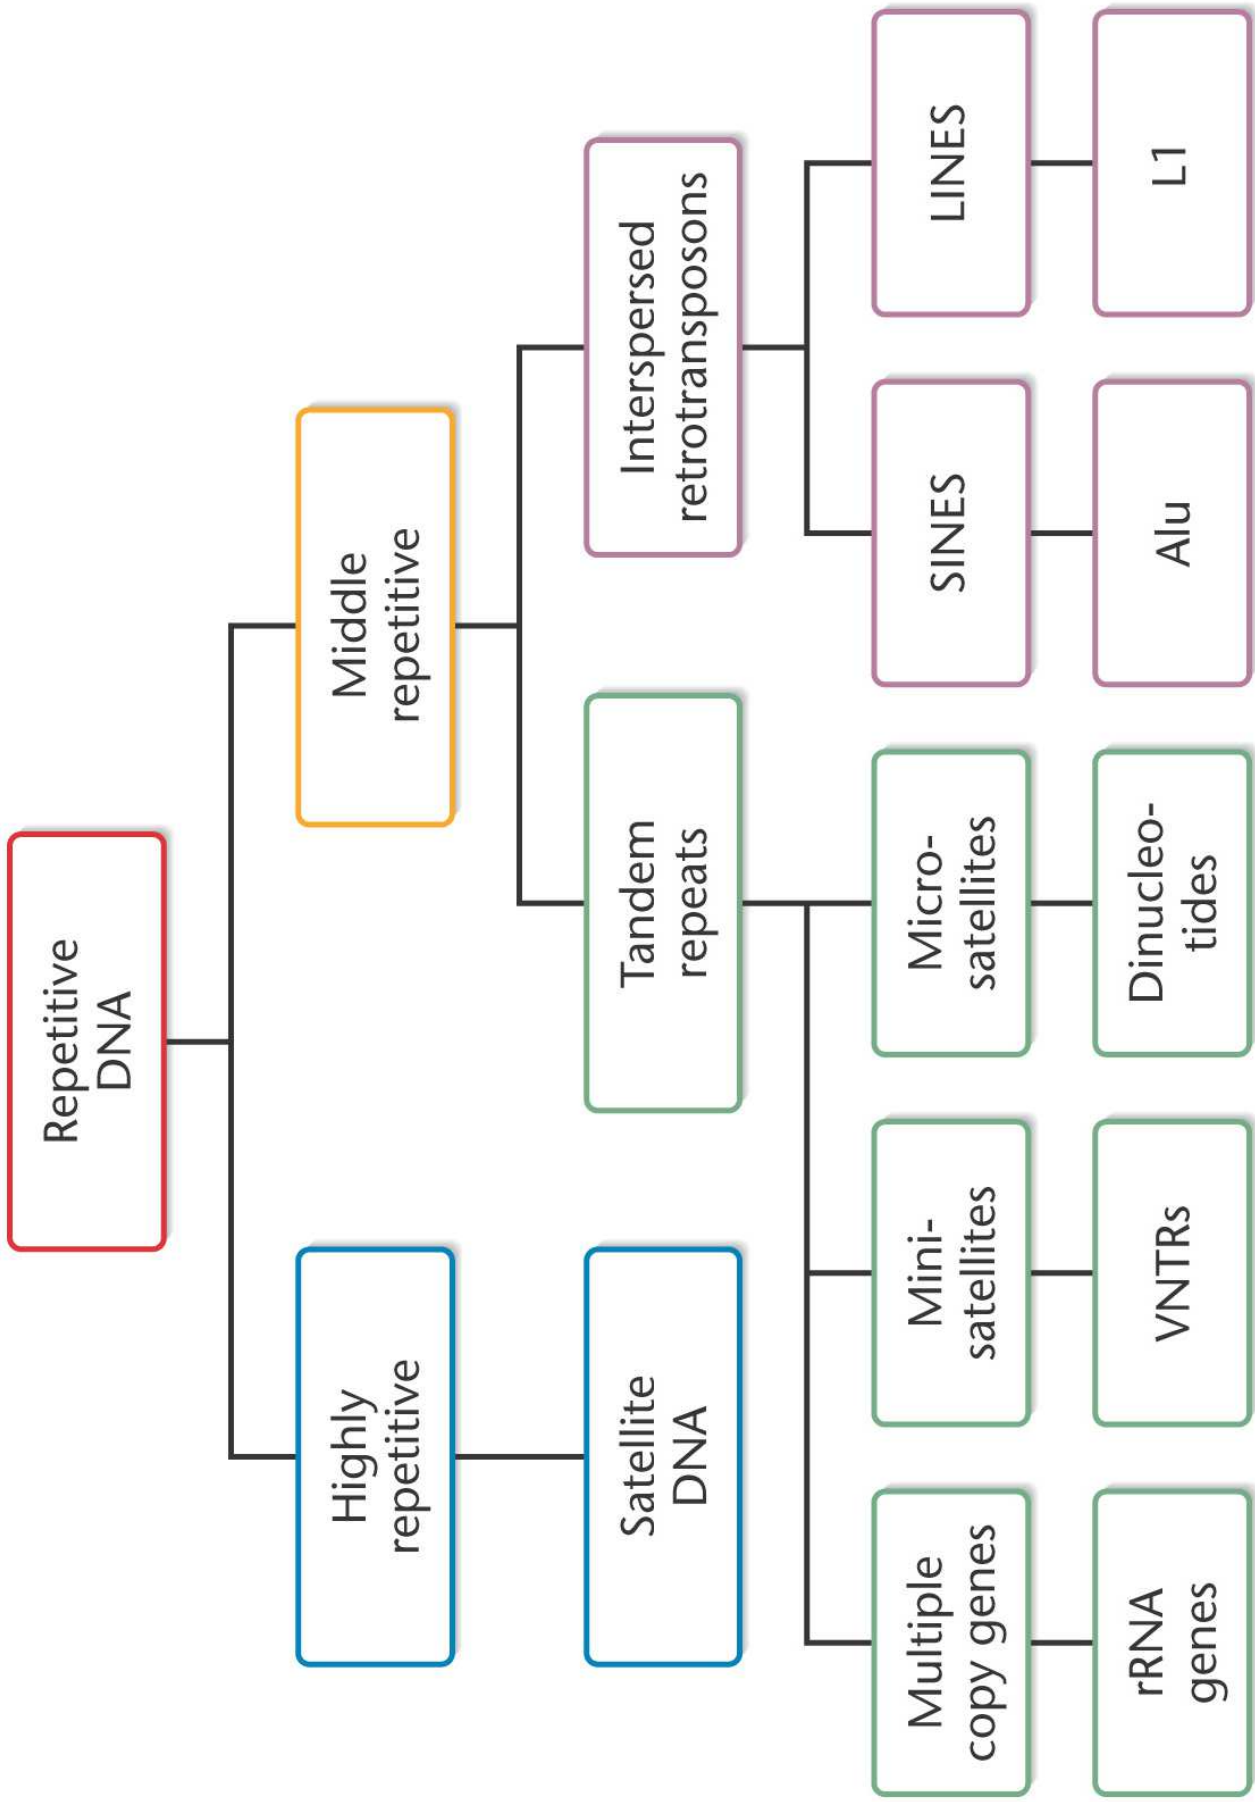 Repetitive
DNA
Highly
repetitive
Middle
repetitive
Satellite
DNA
Tandem
repeats
Interspersed
retrotransposons
Multiple
copy genes
Mini-
satellites
Micro-
satellites
SINES
LINES
rRNA
genes
VNTRs
Dinucleo-
tides
Alu
L1